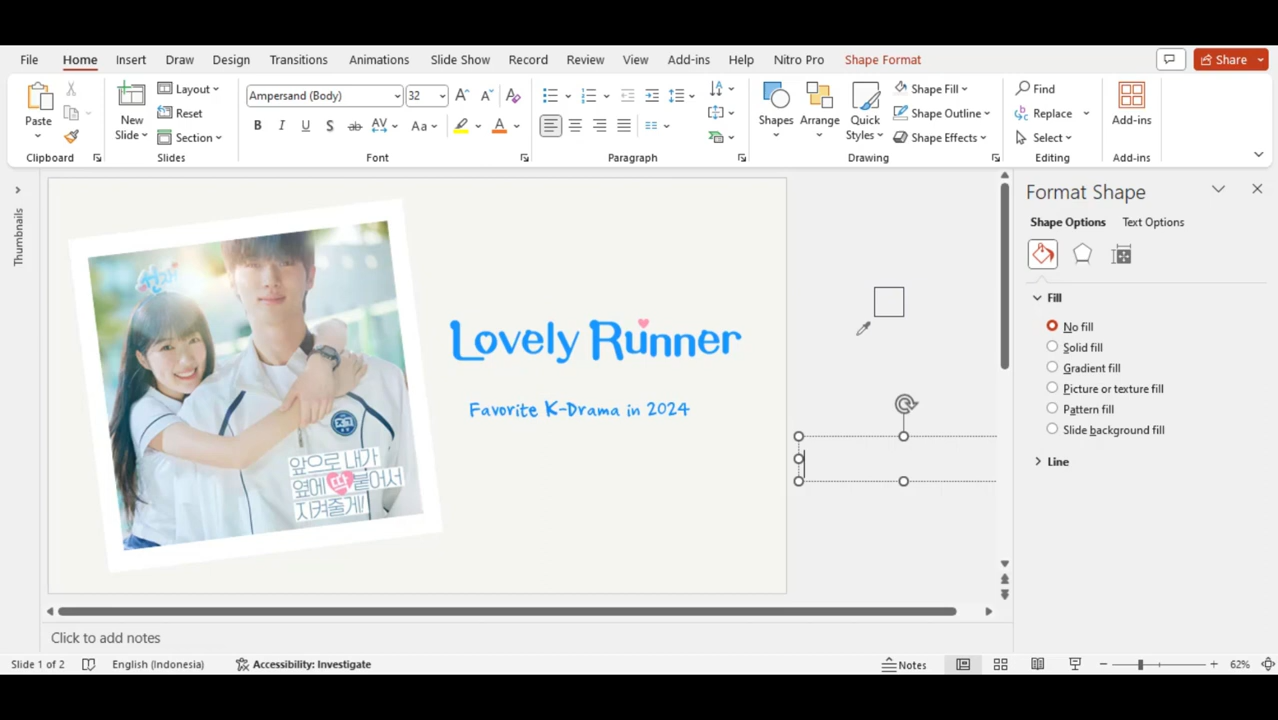 File Home Insert Draw Design Transitions Animations Slide Show Record Review View Add-ins Help Nitro Pro Shape Format Share
Paste
Clipboard
New
Slide
Layout
Reset
Section
Slides
Ampersand (Body) 32
B I U S ab AV Aa A
Font
Paragraph
Shapes Arrange Quick
Styles
Shape Fill
Shape Outline
Shape Effects
Drawing
Find
Replace
Select
Editing
Add-ins
Add-ins
Thumbnails
선재
앞으로 내가
옆에 딱 붙어서
지켜줄게!
Lovely Runner
Favorite K-Drama in 2024
Format Shape
Shape Options Text Options
Fill
No fill
Solid fill
Gradient fill
Picture or texture fill
Pattern fill
Slide background fill
Line
Click to add notes
Slide 1 of 2 English (Indonesia) Accessibility: Investigate Notes 62%